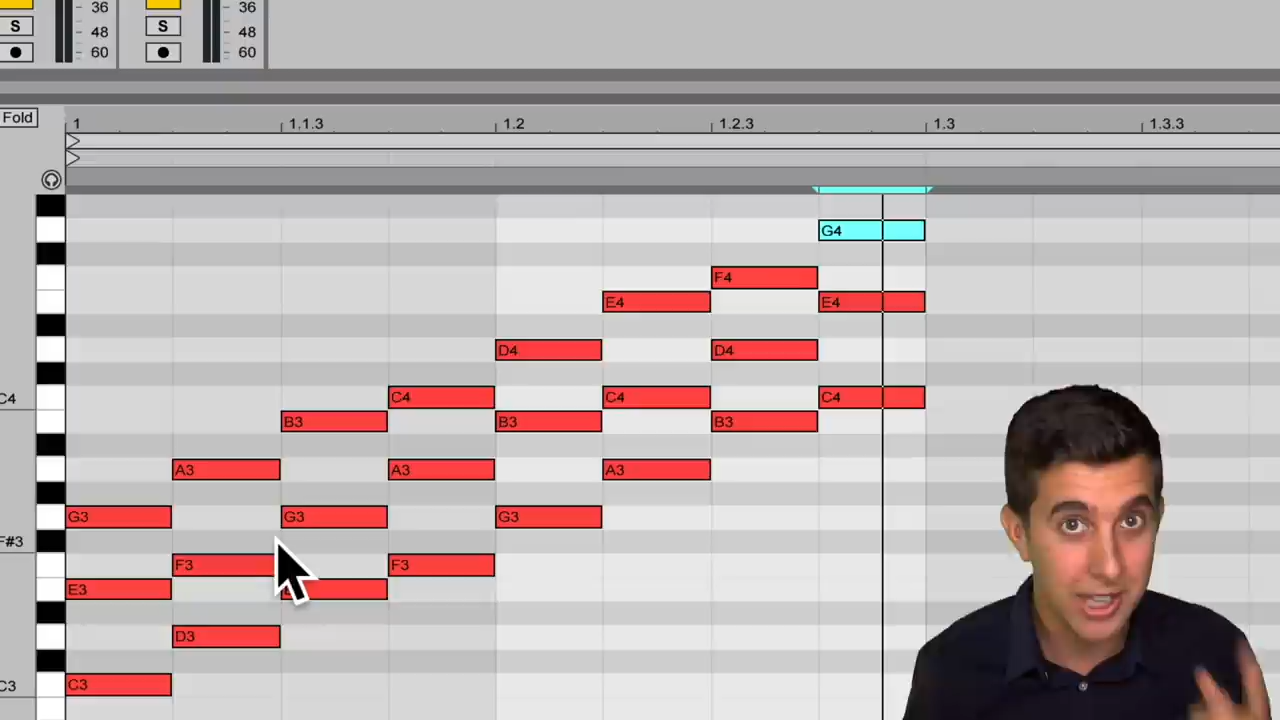 36 36
S 48 S 48
60 60
Fold
1 1.1.3 1.2 1.2.3 1.3 1.3.3
G4
F4
E4 E4
D4 D4
C4 C4 C4 C4
B3 B3 B3
A3 A3 A3
G3 G3 G3
F#3
F3 F3
E3
D3
C3 C3